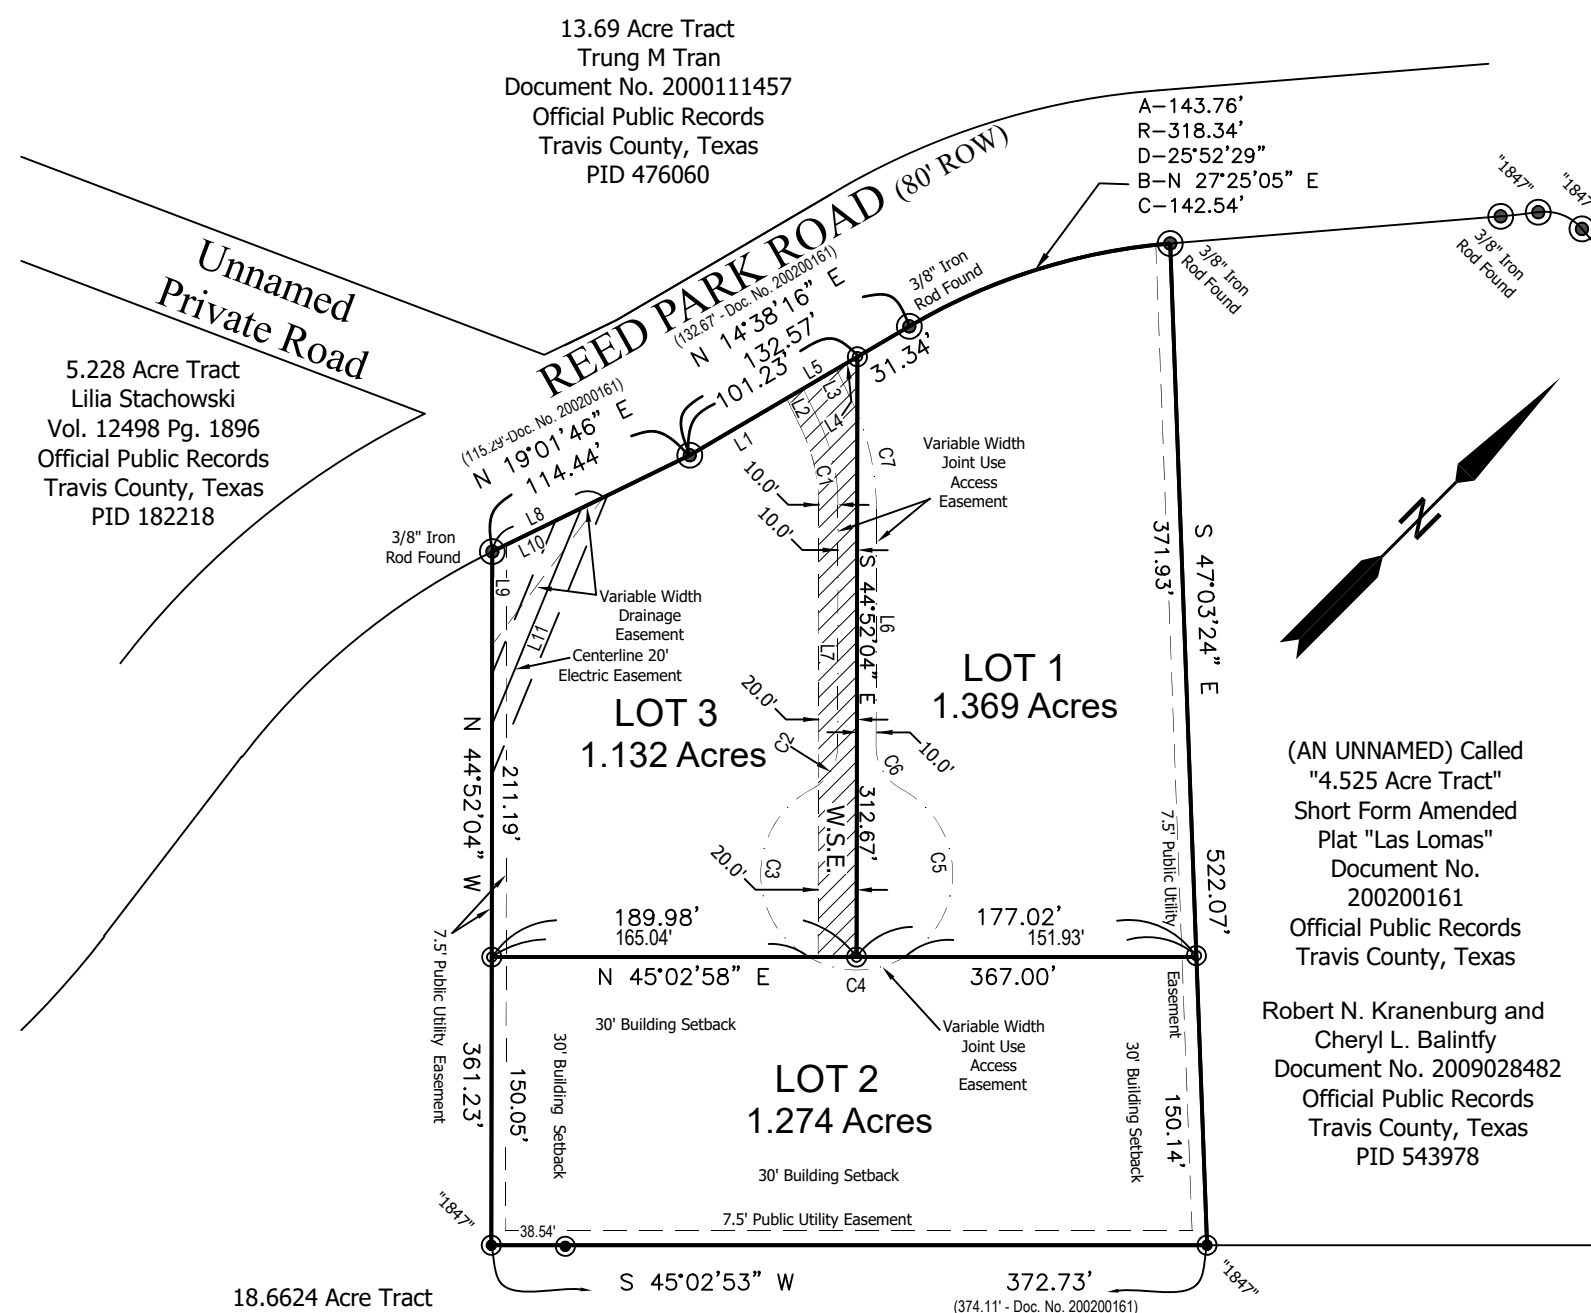 13.69 Acre Tract
Trung M Tran
Document No. 2000111457
Official Public Records
Travis County, Texas
PID 476060
A-143.76'
R-318.34'
D-25°52'29"
B-N 27°25'05" E
C-142.54'
"1847"
"1847
3/8" Iron
Rod Found
3/8" Iron
Rod Found
3/8" Iron
Rod Found
Unnamed
Private Road
REED PARK ROAD (80' ROW)
(132.67' - Doc. No. 200200161)
N 14°38'16" E
132.57'
101.23'
31.34'
5.228 Acre Tract
Lilia Stachowski
Vol. 12498 Pg. 1896
Official Public Records
Travis County, Texas
PID 182218
(115.29'-Doc. No. 200200161)
N 19°01'46" E
114.44'
3/8" Iron
Rod Found
L8
L10
L9
L11
L1
L5
L2
L3
L4
C1
C7
10.0'
10.0'
Variable Width
Joint Use
Access
Easement
Variable Width
Drainage
Easement
Centerline 20'
Electric Easement
S 44°52'04" E
312.67'
L6
L7
371.93'
S 47°03'24" E
522.07'
N
LOT 1
1.369 Acres
LOT 3
1.132 Acres
20.0'
C2
10.0'
C6
W.S.E.
20.0'
C3
C5
N 44°52'04" W
211.19'
7.5' Public Utility
Easement
7.5' Public Utility Easement
(AN UNNAMED) Called
"4.525 Acre Tract"
Short Form Amended
Plat "Las Lomas"
Document No.
200200161
Official Public Records
Travis County, Texas
Robert N. Kranenburg and
Cheryl L. Balintfy
Document No. 2009028482
Official Public Records
Travis County, Texas
PID 543978
189.98'
165.04'
177.02'
151.93'
N 45°02'58" E
C4
367.00'
30' Building Setback
Variable Width
Joint Use
Access
Easement
361.23'
150.05'
30' Building Setback
LOT 2
1.274 Acres
30' Building Setback
150.14'
30' Building Setback
7.5' Public Utility Easement
"1847"
38.54'
S 45°02'53" W
372.73'
(374.11' - Doc. No. 200200161)
"1847"
18.6624 Acre Tract